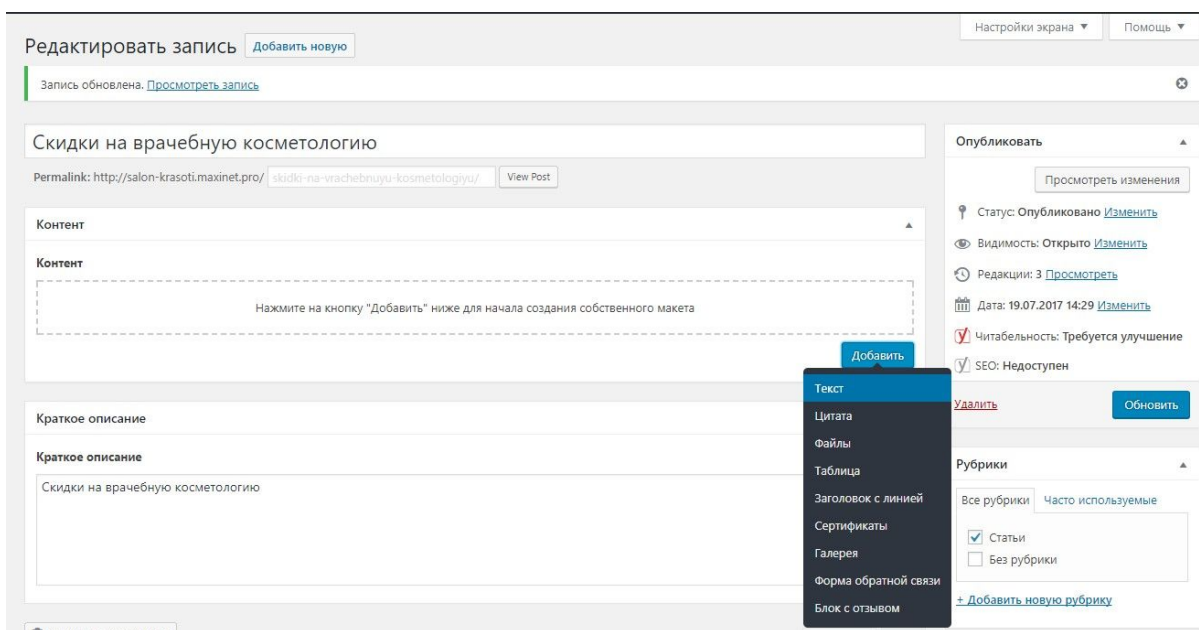 Настройки экрана ▼
Помощь ▼
Редактировать запись
Добавить новую
Запись обновлена. Просмотреть запись
Скидки на врачебную косметологию
Permalink: http://salon-krasoti.maxinet.pro/ skidki-na-vrachebnuyu-kosmetologiyu/ View Post
Контент
Контент
Нажмите на кнопку "Добавить" ниже для начала создания собственного макета
Добавить
Текст
Цитата
Файлы
Таблица
Заголовок с линией
Сертификаты
Галерея
Форма обратной связи
Блок с отзывом
Краткое описание
Краткое описание
Скидки на врачебную косметологию
Опубликовать
Просмотреть изменения
Статус: Опубликовано Изменить
Видимость: Открыто Изменить
Редакции: 3 Просмотреть
Дата: 19.07.2017 14:29 Изменить
Читабельность: Требуется улучшение
SEO: Недоступен
Удалить
Обновить
Рубрики
Все рубрики
Часто используемые
Статьи
Без рубрики
+ Добавить новую рубрику